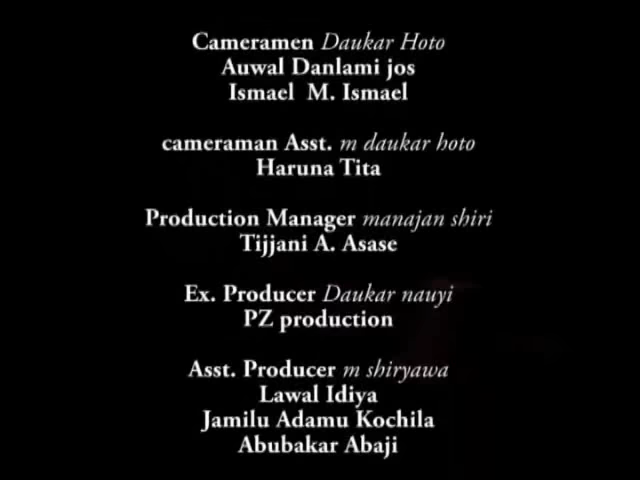 Cameramen Daukar Hoto
Auwal Danlami jos
Ismael M. Ismael
cameraman Asst. m daukar hoto
Haruna Tita
Production Manager manajan shiri
Tijjani A. Asase
Ex. Producer Daukar nauyi
PZ production
Asst. Producer m shiryawa
Lawal Idiya
Jamilu Adamu Kochila
Abubakar Abaji